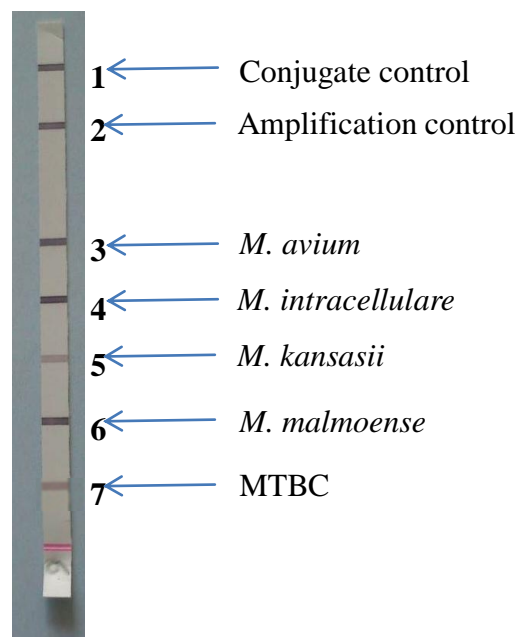 1 Conjugate control
2 Amplification control
3 M. avium
4 M. intracellulare
5 M. kansasii
6 M. malmoense
7 MTBC